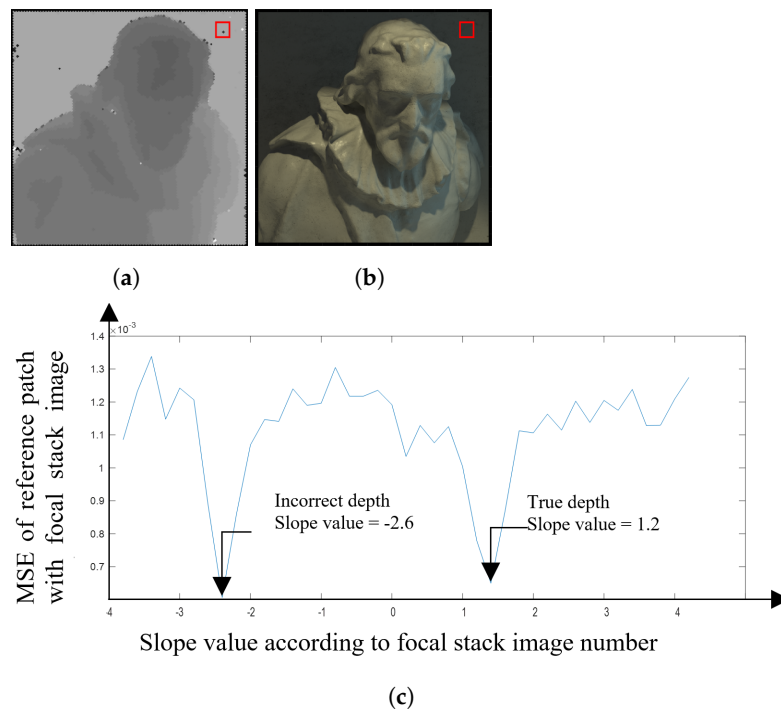 (a)
(b)
×10⁻³
1.4
1.3
1.2
1.1
1
0.9
0.8
0.7
MSE of reference patch
with focal stack image
Incorrect depth
Slope value = -2.6
True depth
Slope value = 1.2
-4
-3
-2
-1
0
1
2
3
4
Slope value according to focal stack image number
(c)